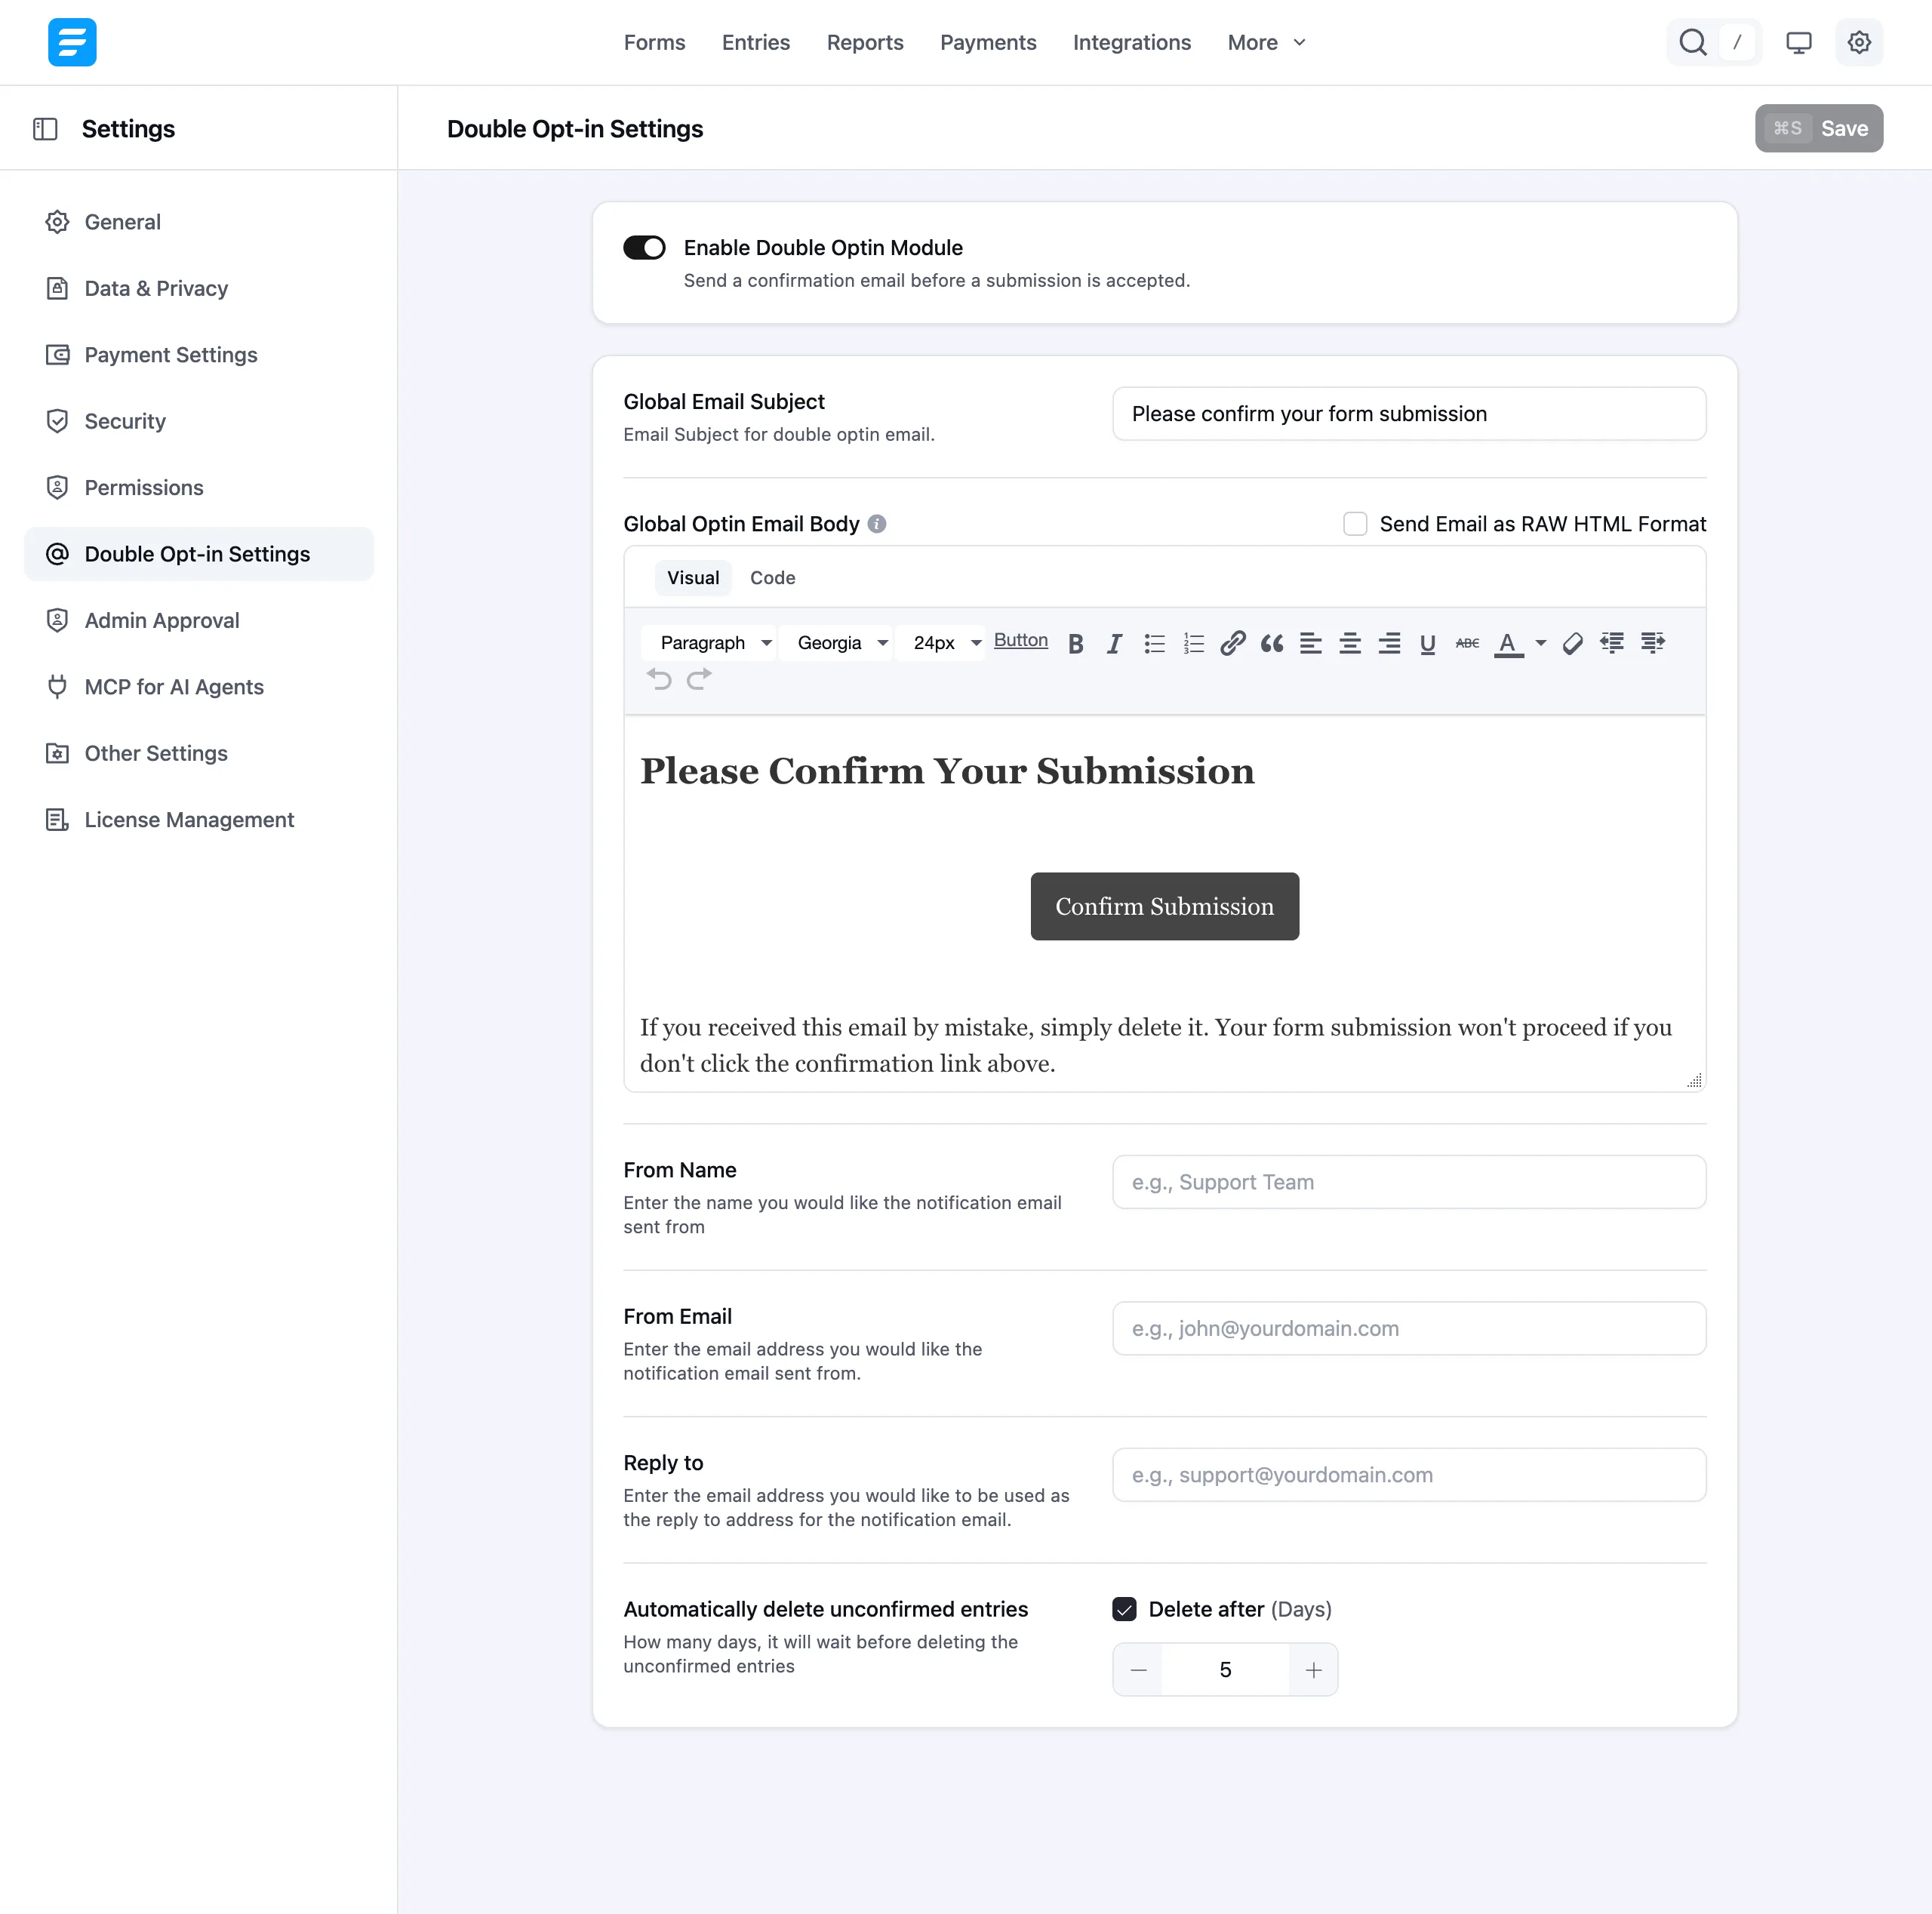 Forms Entries Reports Payments Integrations More /
Settings
Double Opt-in Settings
⌘S Save
General
Data & Privacy
Payment Settings
Security
Permissions
Double Opt-in Settings
Admin Approval
MCP for AI Agents
Other Settings
License Management
Enable Double Optin Module
Send a confirmation email before a submission is accepted.
Global Email Subject
Email Subject for double optin email.
Please confirm your form submission
Global Optin Email Body
Send Email as RAW HTML Format
Visual Code
Paragraph Georgia 24px Button B I ABC A
Please Confirm Your Submission
Confirm Submission
If you received this email by mistake, simply delete it. Your form submission won't proceed if you
don't click the confirmation link above.
From Name
Enter the name you would like the notification email
sent from
e.g., Support Team
From Email
Enter the email address you would like the
notification email sent from.
e.g., john@yourdomain.com
Reply to
Enter the email address you would like to be used as
the reply to address for the notification email.
e.g., support@yourdomain.com
Automatically delete unconfirmed entries
How many days, it will wait before deleting the
unconfirmed entries
Delete after (Days)
5